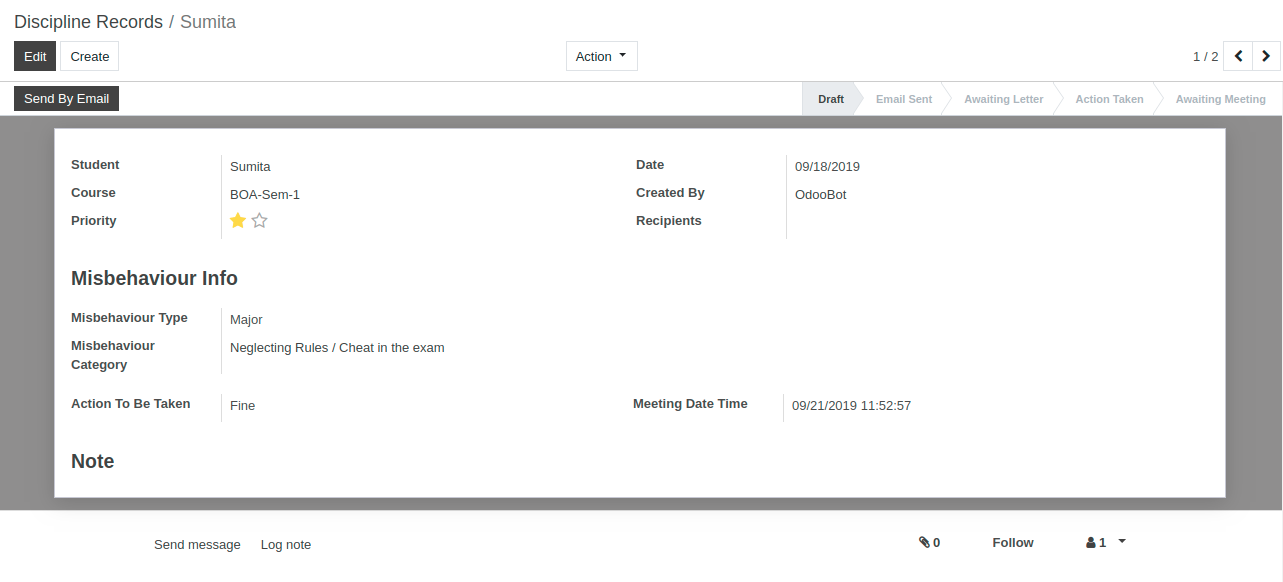 Discipline Records / Sumita
Edit Create Action 1 / 2
Send By Email Draft Email Sent Awaiting Letter Action Taken Awaiting Meeting
Student Sumita Date 09/18/2019
Course BOA-Sem-1 Created By OdooBot
Priority Recipients
Misbehaviour Info
Misbehaviour Type Major
Misbehaviour Neglecting Rules / Cheat in the exam
Category
Action To Be Taken Fine Meeting Date Time 09/21/2019 11:52:57
Note
Send message Log note 0 Follow 1